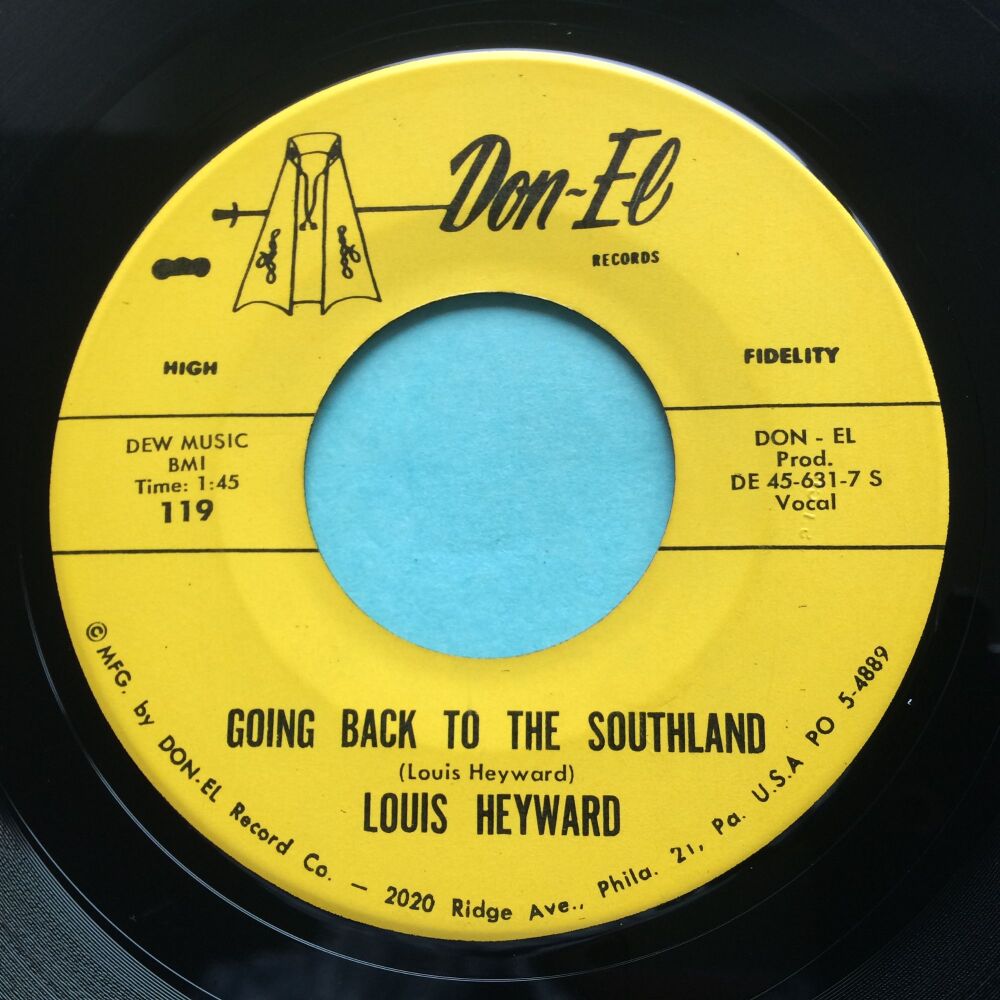 Don-El
RECORDS
HIGH
FIDELITY
DEW MUSIC
BMI
Time: 1:45
119
DON - EL
Prod.
DE 45-631-7 S
Vocal
GOING BACK TO THE SOUTHLAND
(Louis Heyward)
LOUIS HEYWARD
© MFG. by DON-EL Record Co. — 2020 Ridge Ave., Phila. 21, Pa. U.S.A PO 5-4889